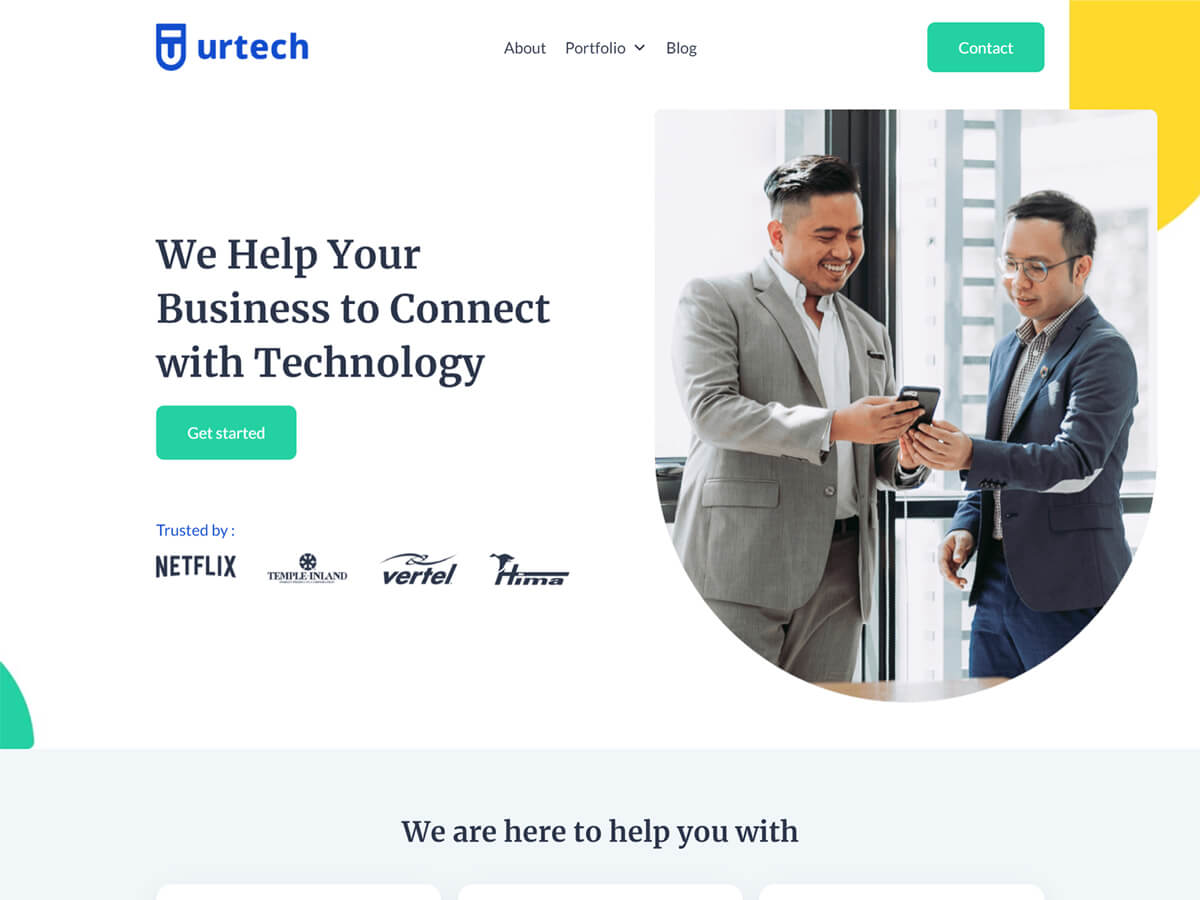 urtech
About Portfolio Blog
Contact
We Help Your
Business to Connect
with Technology
Get started
Trusted by :
NETFLIX TEMPLE-INLAND vertel Hima
We are here to help you with